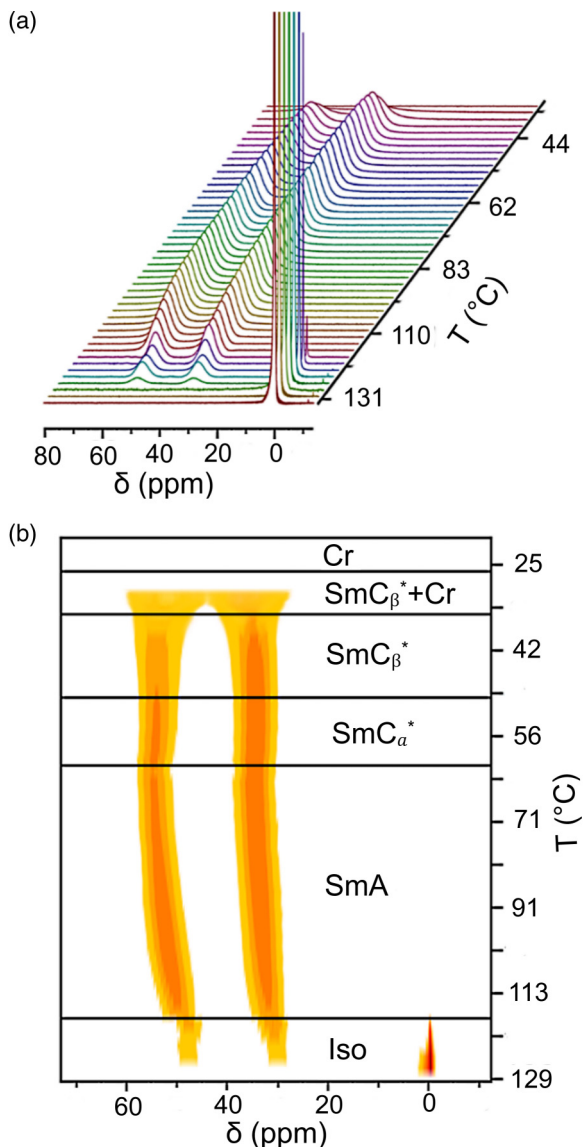 (a)
44
62
83
110
131
T (°C)
80 60 40 20 0
δ (ppm)
(b)
Cr
SmCβ*+Cr
SmCβ*
SmCa*
SmA
Iso
25
42
56
71
91
113
129
T (°C)
60 40 20 0
δ (ppm)